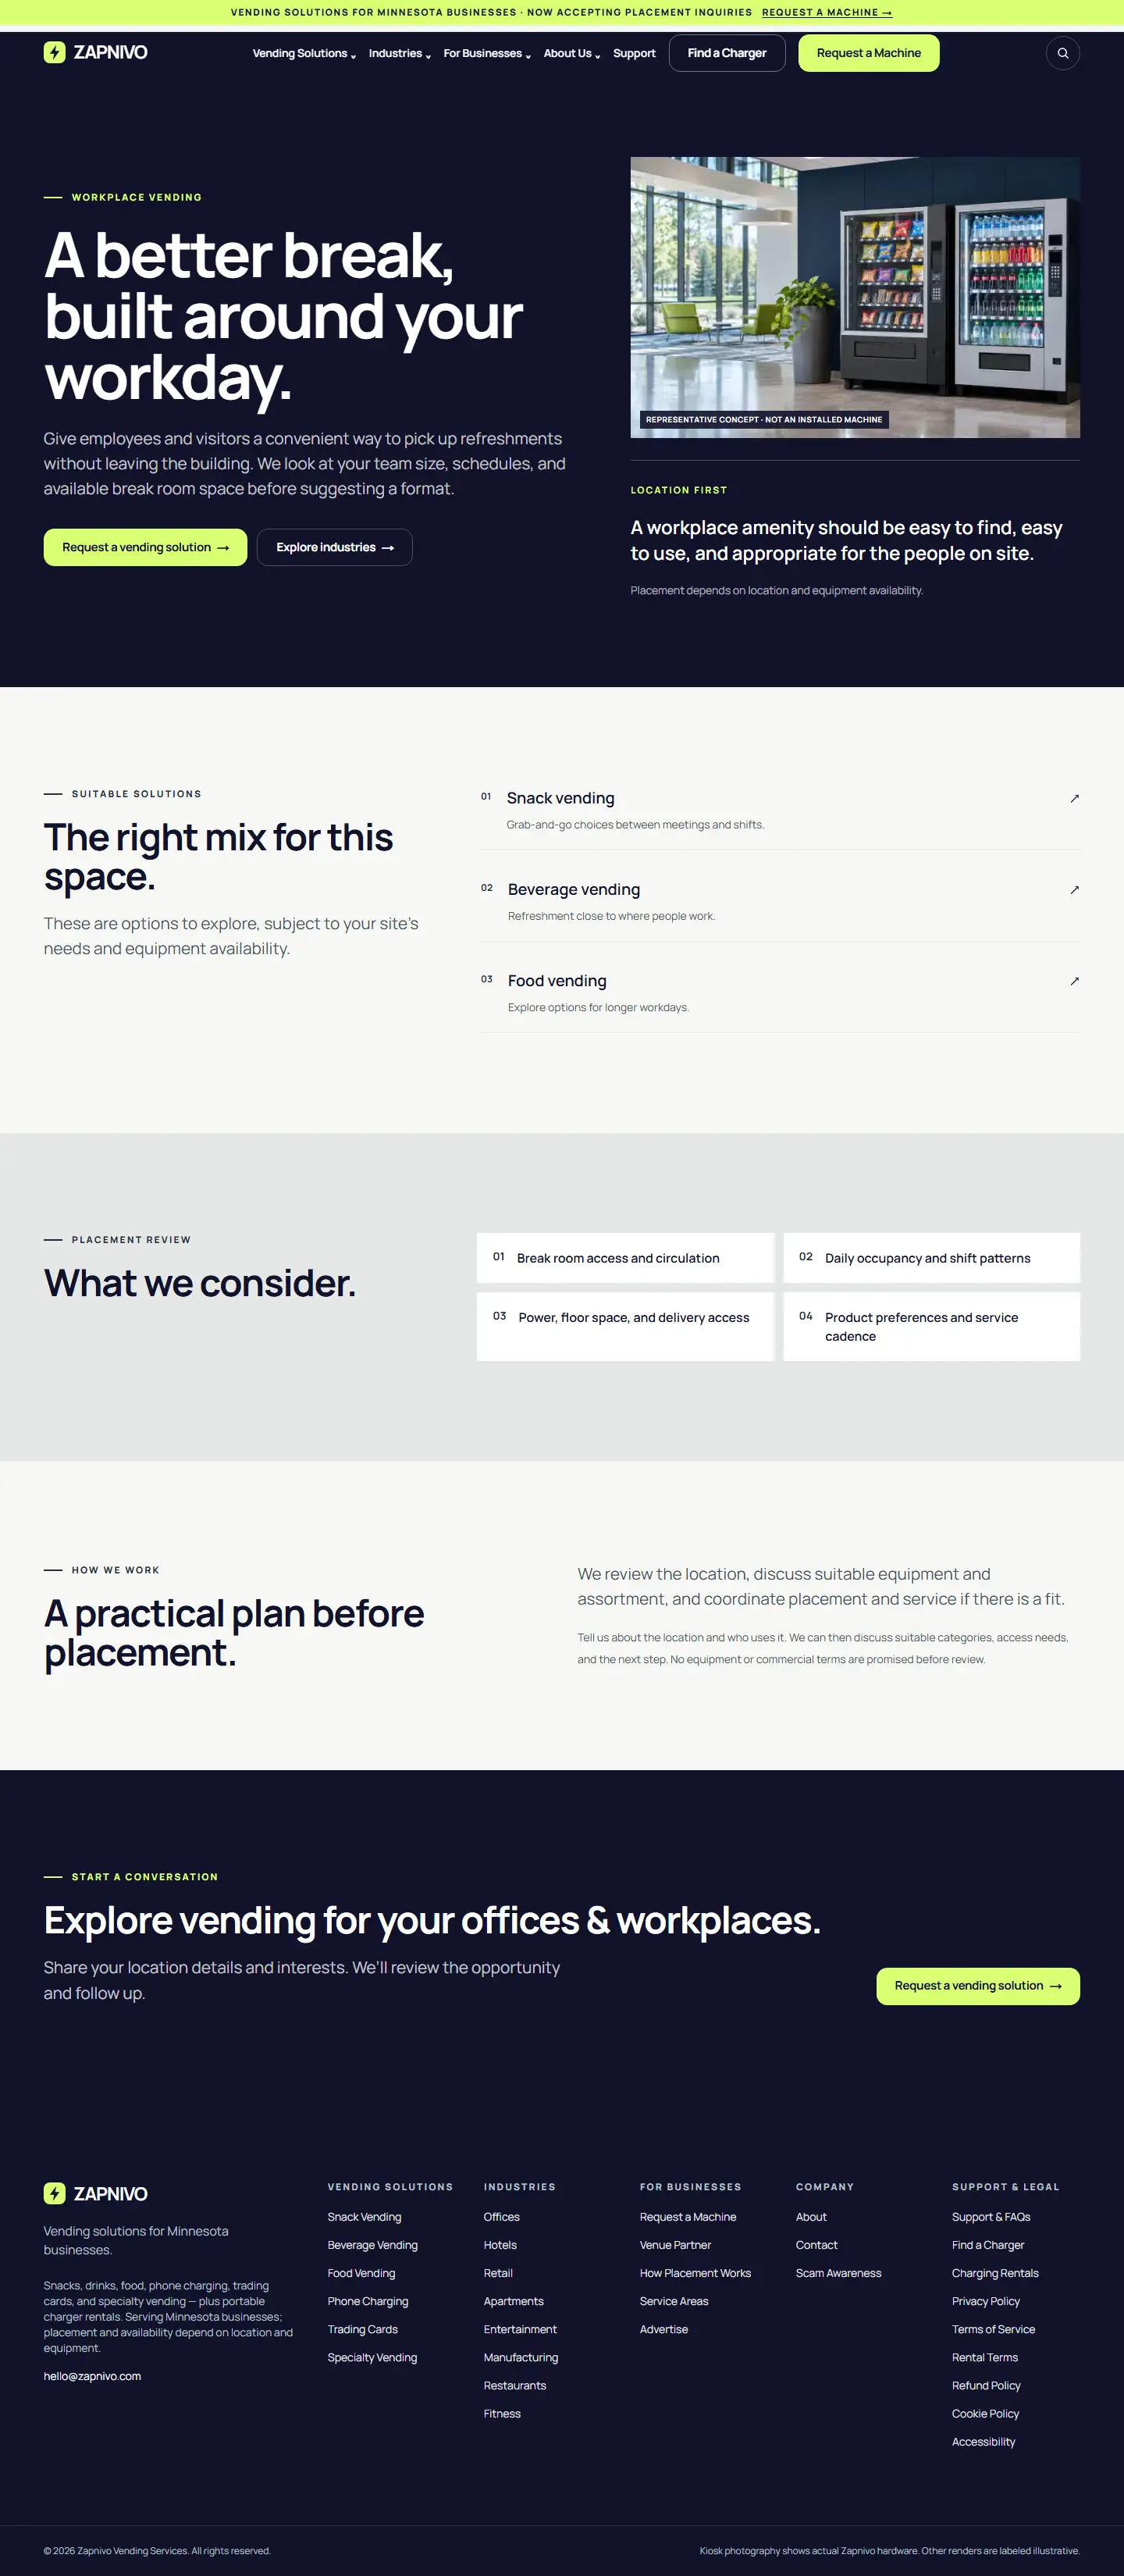 VENDING SOLUTIONS FOR MINNESOTA BUSINESSES · NOW ACCEPTING PLACEMENT INQUIRIES REQUEST A MACHINE →
ZAPNIVO
Vending Solutions
Industries
For Businesses
About Us
Support
Find a Charger
Request a Machine
WORKPLACE VENDING
A better break,
built around your
workday.
Give employees and visitors a convenient way to pick up refreshments
without leaving the building. We look at your team size, schedules, and
available break room space before suggesting a format.
Request a vending solution →
Explore industries →
REPRESENTATIVE CONCEPT · NOT AN INSTALLED MACHINE
LOCATION FIRST
A workplace amenity should be easy to find, easy
to use, and appropriate for the people on site.
Placement depends on location and equipment availability.
SUITABLE SOLUTIONS
The right mix for this
space.
These are options to explore, subject to your site's
needs and equipment availability.
01 Snack vending ↗
Grab-and-go choices between meetings and shifts.
02 Beverage vending ↗
Refreshment close to where people work.
03 Food vending ↗
Explore options for longer workdays.
PLACEMENT REVIEW
What we consider.
01 Break room access and circulation
02 Daily occupancy and shift patterns
03 Power, floor space, and delivery access
04 Product preferences and service
cadence
HOW WE WORK
A practical plan before
placement.
We review the location, discuss suitable equipment and
assortment, and coordinate placement and service if there is a fit.
Tell us about the location and who uses it. We can then discuss suitable categories, access needs,
and the next step. No equipment or commercial terms are promised before review.
START A CONVERSATION
Explore vending for your offices & workplaces.
Share your location details and interests. We'll review the opportunity
and follow up.
Request a vending solution →
ZAPNIVO
Vending solutions for Minnesota
businesses.
Snacks, drinks, food, phone charging, trading
cards, and specialty vending — plus portable
charger rentals. Serving Minnesota businesses;
placement and availability depend on location and
equipment.
hello@zapnivo.com
VENDING SOLUTIONS
Snack Vending
Beverage Vending
Food Vending
Phone Charging
Trading Cards
Specialty Vending
INDUSTRIES
Offices
Hotels
Retail
Apartments
Entertainment
Manufacturing
Restaurants
Fitness
FOR BUSINESSES
Request a Machine
Venue Partner
How Placement Works
Service Areas
Advertise
COMPANY
About
Contact
Scam Awareness
SUPPORT & LEGAL
Support & FAQs
Find a Charger
Charging Rentals
Privacy Policy
Terms of Service
Rental Terms
Refund Policy
Cookie Policy
Accessibility
© 2026 Zapnivo Vending Services. All rights reserved.
Kiosk photography shows actual Zapnivo hardware. Other renders are labeled illustrative.